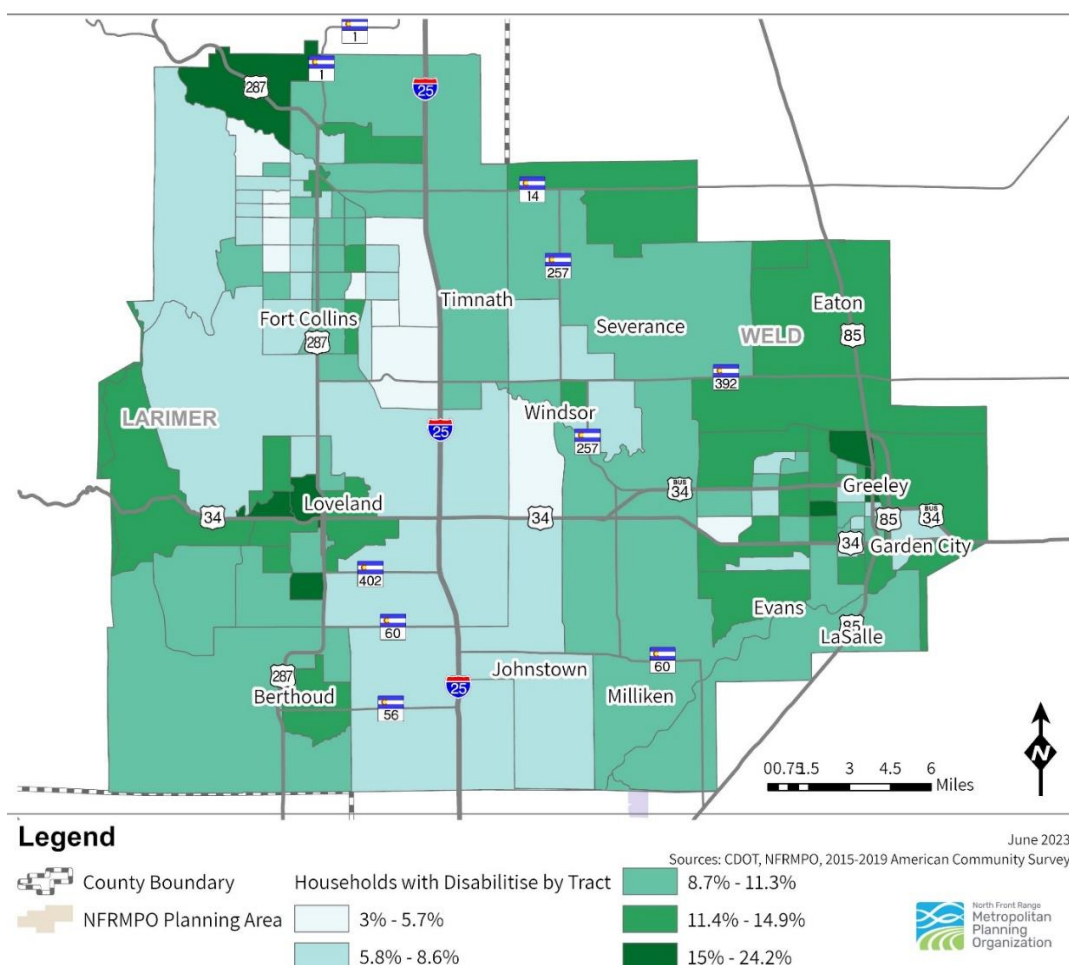 1
1
287
25
14
257
Timnath
Eaton
Fort Collins
Severance
287
WELD
85
392
LARIMER
25
Windsor
257
BUS
34
Loveland
Greeley
34
34
85
BUS
34
34
Garden City
402
Evans
60
85
LaSalle
287
Johnstown
60
Berthoud
25
Milliken
56
N
00.751.5 3 4.5 6
Miles
Legend
June 2023
Sources: CDOT, NFRMPO, 2015-2019 American Community Survey
County Boundary
NFRMPO Planning Area
Households with Disabilitise by Tract
3% - 5.7%
5.8% - 8.6%
8.7% - 11.3%
11.4% - 14.9%
15% - 24.2%
North Front Range
Metropolitan
Planning
Organization